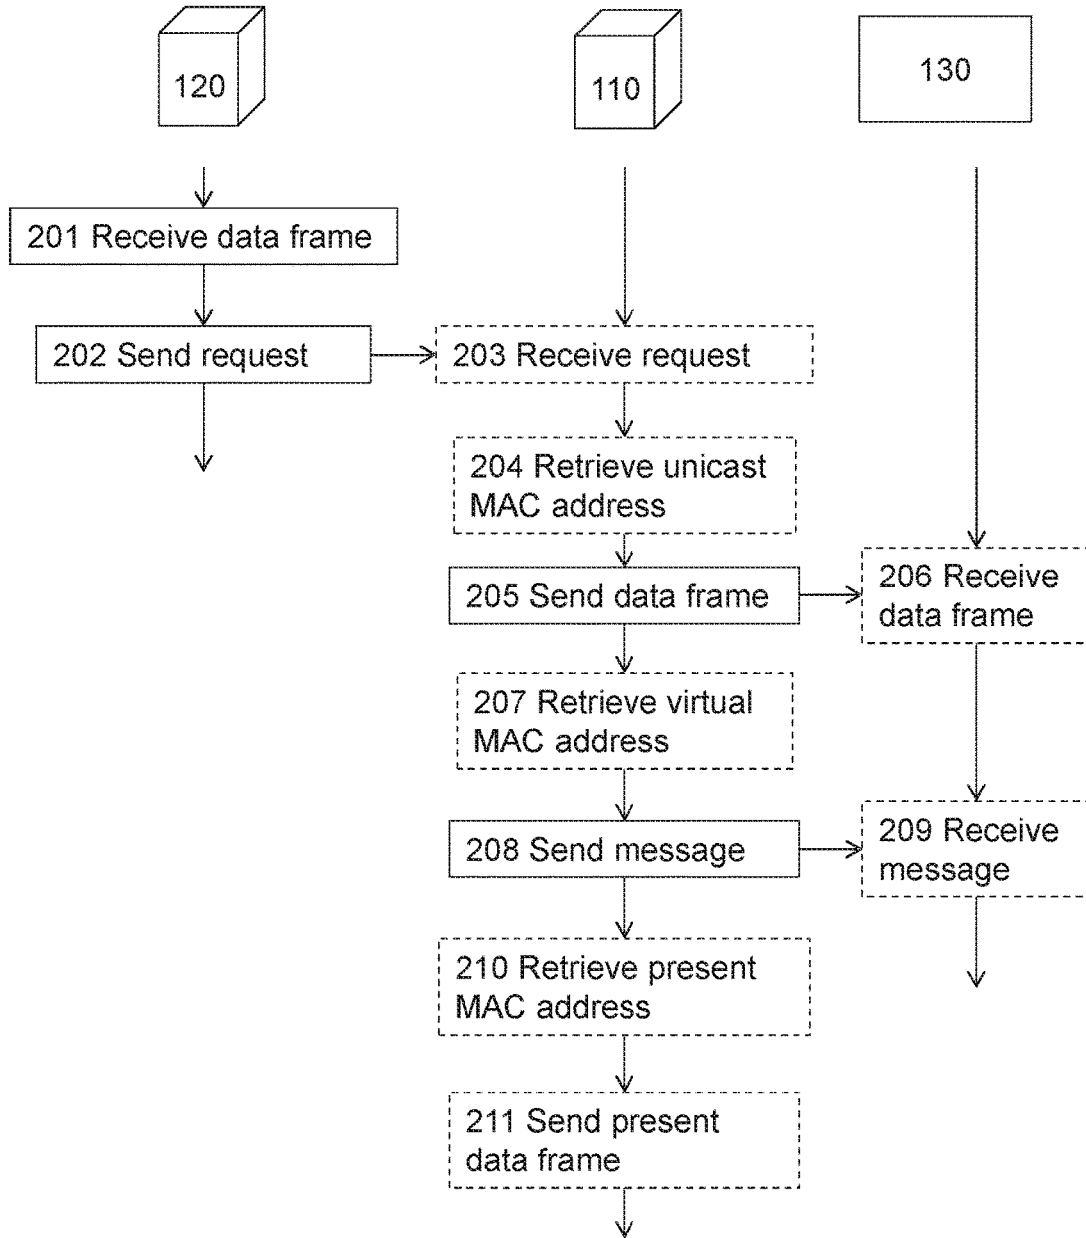 120
110
130
201 Receive data frame
202 Send request
203 Receive request
204 Retrieve unicast
MAC address
205 Send data frame
206 Receive
data frame
207 Retrieve virtual
MAC address
208 Send message
209 Receive
message
210 Retrieve present
MAC address
211 Send present
data frame